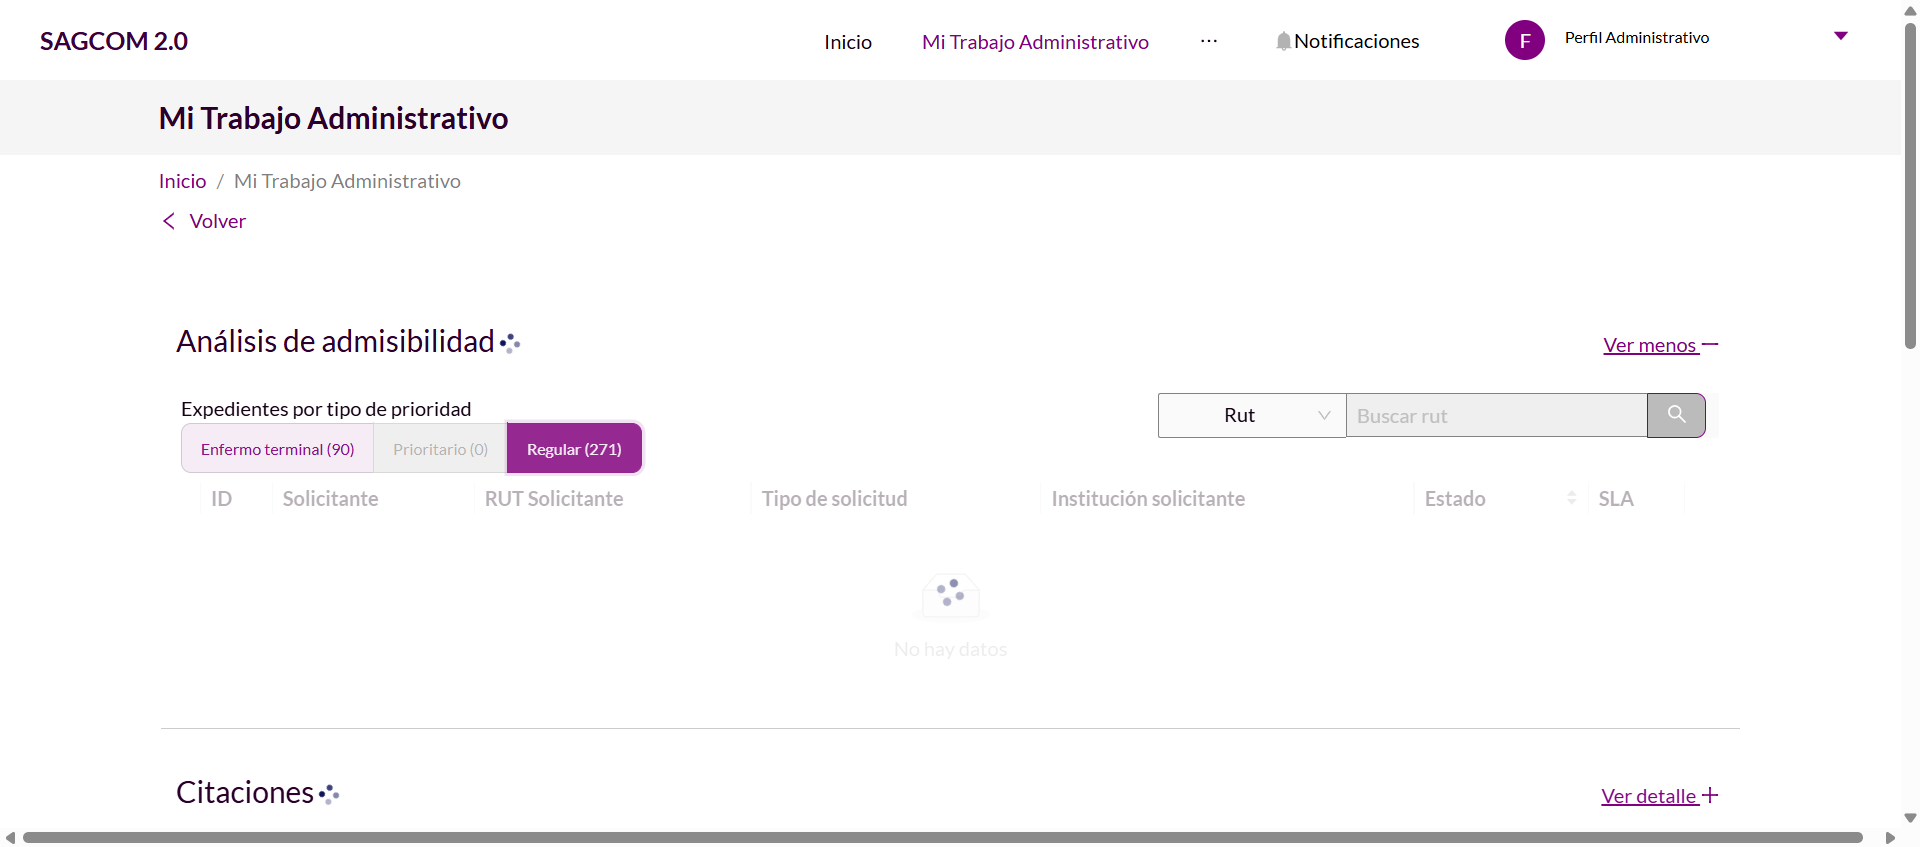 SAGCOM 2.0
Inicio
Mi Trabajo Administrativo
...
Notificaciones
F
Perfil Administrativo
Mi Trabajo Administrativo
Inicio / Mi Trabajo Administrativo
< Volver
Análisis de admisibilidad
Ver menos
Expedientes por tipo de prioridad
Rut
Buscar rut
Enfermo terminal (90)
Prioritario (0)
Regular (271)
ID
Solicitante
RUT Solicitante
Tipo de solicitud
Institución solicitante
Estado
SLA
No hay datos
Citaciones
Ver detalle